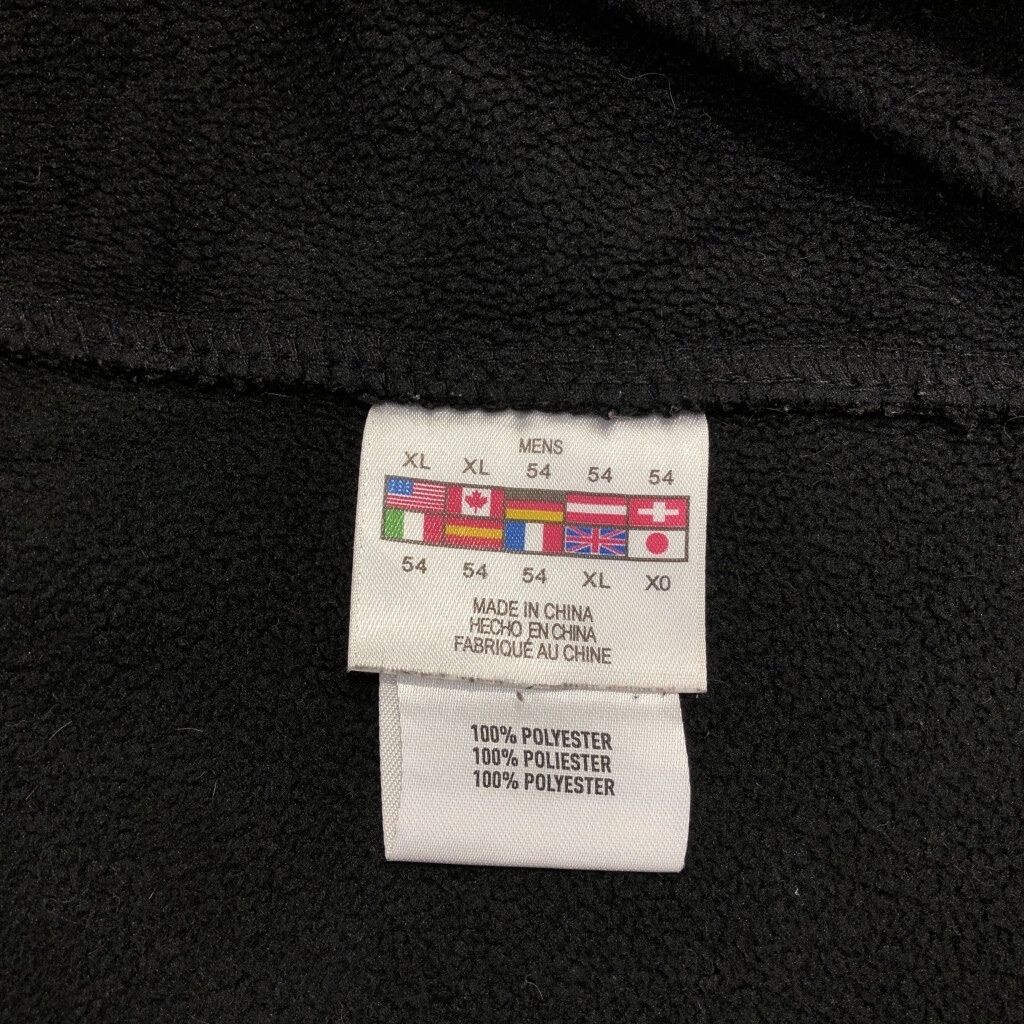 MENS
XL XL 54 54 54
54 54 54 XL XO
MADE IN CHINA
HECHO EN CHINA
FABRIQUÉ AU CHINE
100% POLYESTER
100% POLIESTER
100% POLYESTER